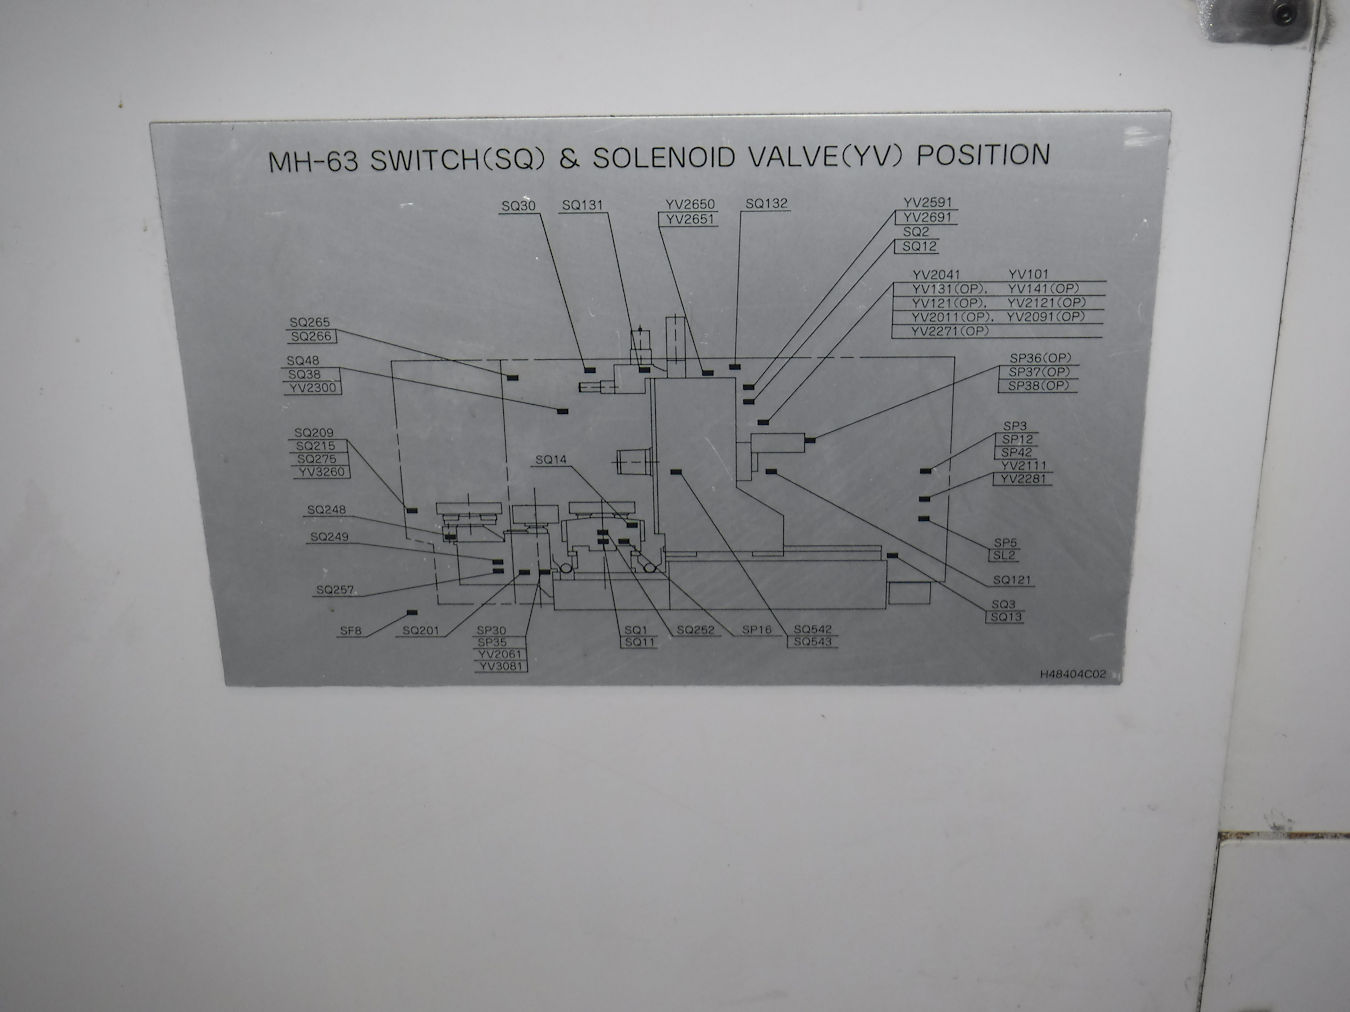 MH-63 SWITCH(SQ) & SOLENOID VALVE(YV) POSITION
SQ30
SQ131
YV2650
YV2651
SQ132
YV2591
YV2691
SQ2
SQ12
YV2041 YV101
YV131(OP), YV141(OP)
YV121(OP), YV2121(OP)
YV2011(OP), YV2091(OP)
YV2271(OP)
SQ265
SQ266
SQ48
SQ38
YV2300
SP36(OP)
SP37(OP)
SP38(OP)
SQ209
SQ215
SQ275
YV3260
SQ14
SP3
SP12
SP42
YV2111
YV2281
SQ248
SQ249
SP5
SL2
SQ257
SQ121
SQ3
SQ13
SF8
SQ201
SP30
SP35
YV2061
YV3081
SQ1
SQ11
SQ252
SP16
SQ542
SQ543
H48404C02